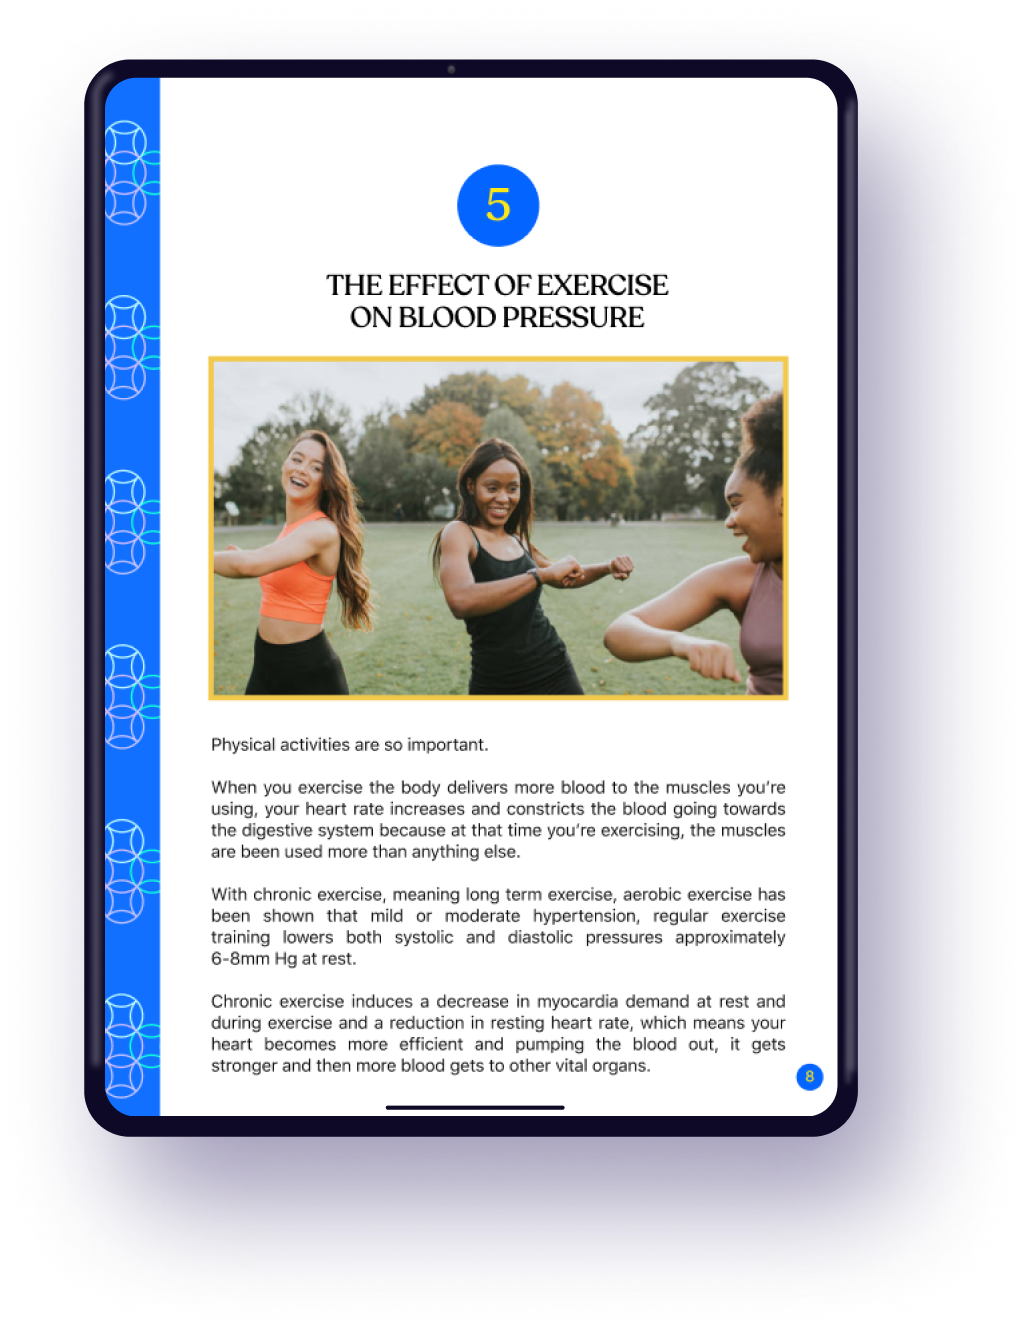 5
THE EFFECT OF EXERCISE
ON BLOOD PRESSURE
Physical activities are so important.
When you exercise the body delivers more blood to the muscles you're
using, your heart rate increases and constricts the blood going towards
the digestive system because at that time you're exercising, the muscles
are been used more than anything else.
With chronic exercise, meaning long term exercise, aerobic exercise has
been shown that mild or moderate hypertension, regular exercise
training lowers both systolic and diastolic pressures approximately
6-8mm Hg at rest.
Chronic exercise induces a decrease in myocardia demand at rest and
during exercise and a reduction in resting heart rate, which means your
heart becomes more efficient and pumping the blood out, it gets
stronger and then more blood gets to other vital organs.
8